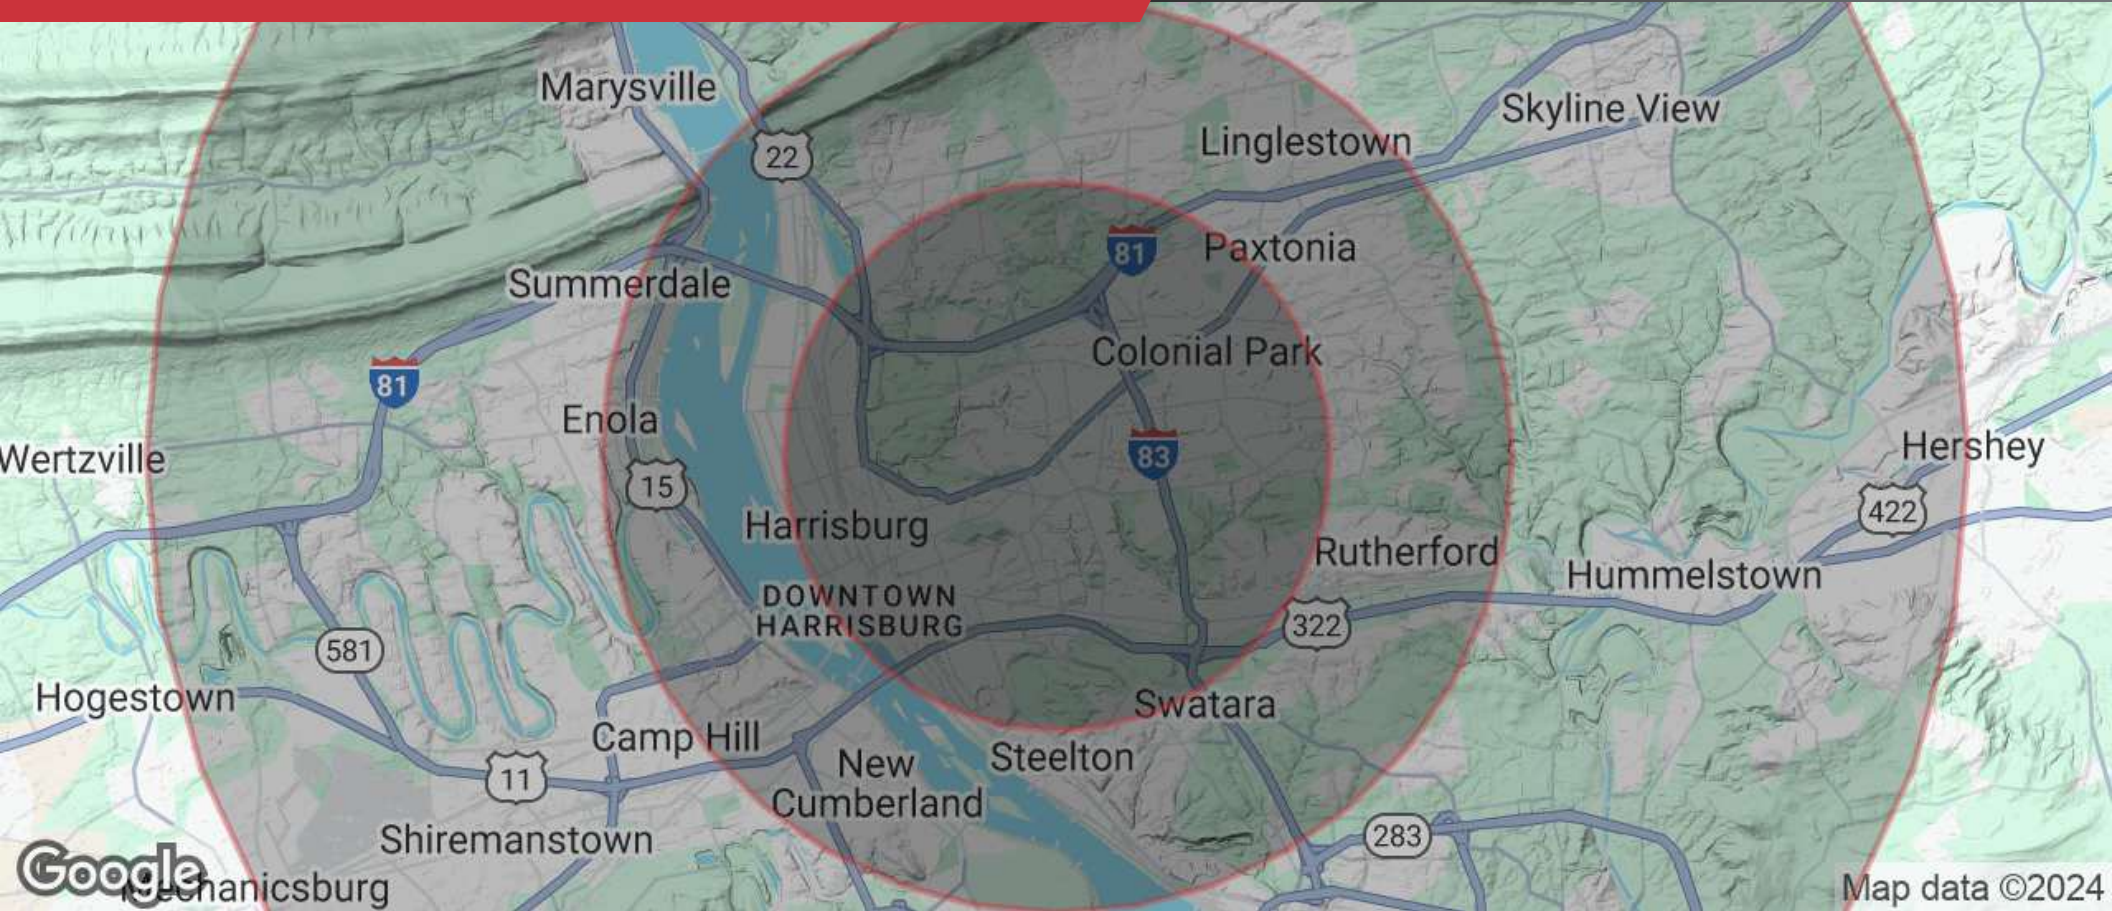 Marysville
22
Linglestown
Skyline View
81
Paxtonia
Summerdale
Colonial Park
81
Enola
83
Hershey
Wertzville
15
422
Harrisburg
Rutherford
Hummelstown
DOWNTOWN
HARRISBURG
322
581
Hogestown
Swatara
Camp Hill
Steelton
New
Cumberland
11
Shiremanstown
283
Google
Mechanicsburg
Map data ©2024